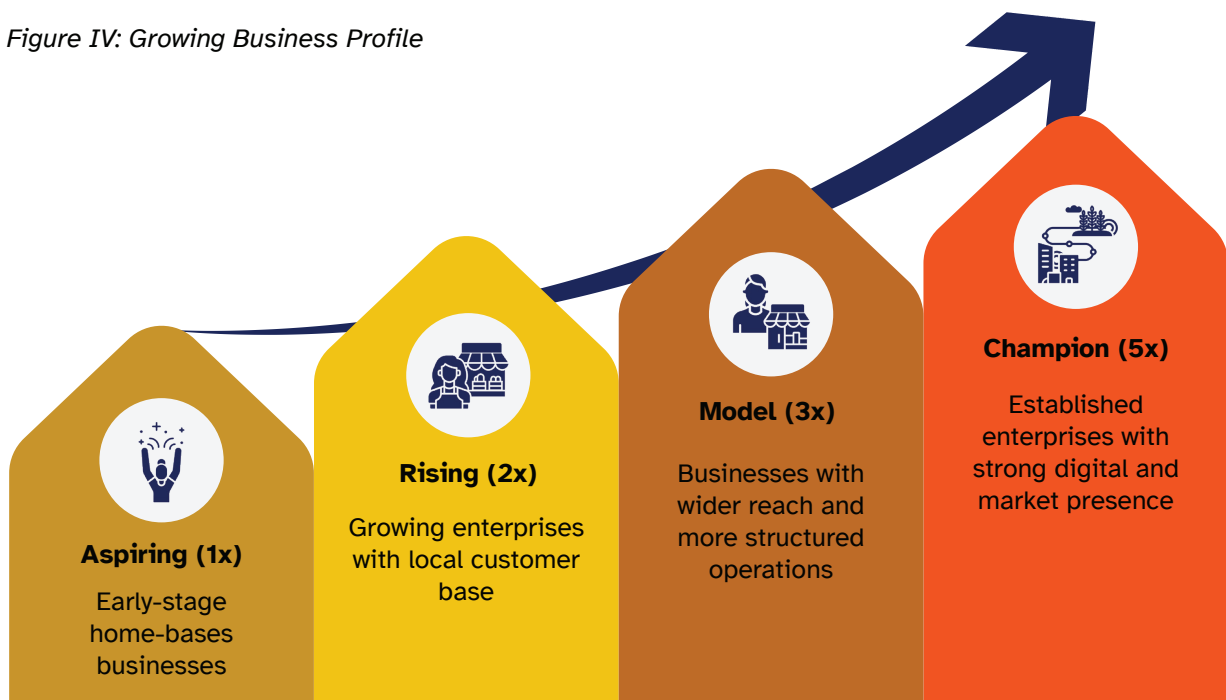 Figure IV: Growing Business Profile
Aspiring (1x)
Early-stage
home-bases
businesses
Rising (2x)
Growing enterprises
with local customer
base
Model (3x)
Businesses with
wider reach and
more structured
operations
Champion (5x)
Established
enterprises with
strong digital and
market presence